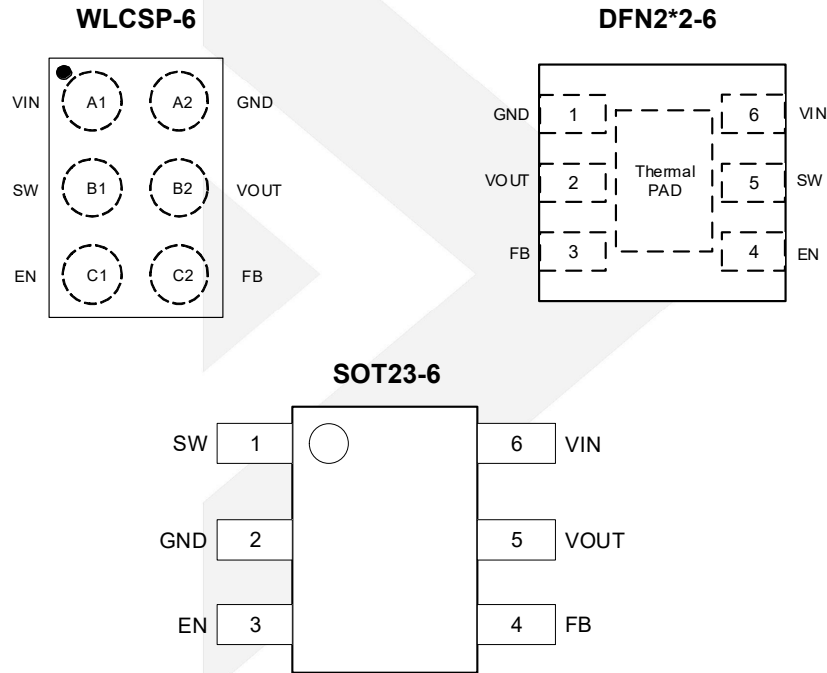 WLCSP-6
VIN A1 A2 GND
SW B1 B2 VOUT
EN C1 C2 FB
DFN2*2-6
GND 1 6 VIN
VOUT 2 Thermal PAD 5 SW
FB 3 4 EN
SOT23-6
SW 1 6 VIN
GND 2 5 VOUT
EN 3 4 FB